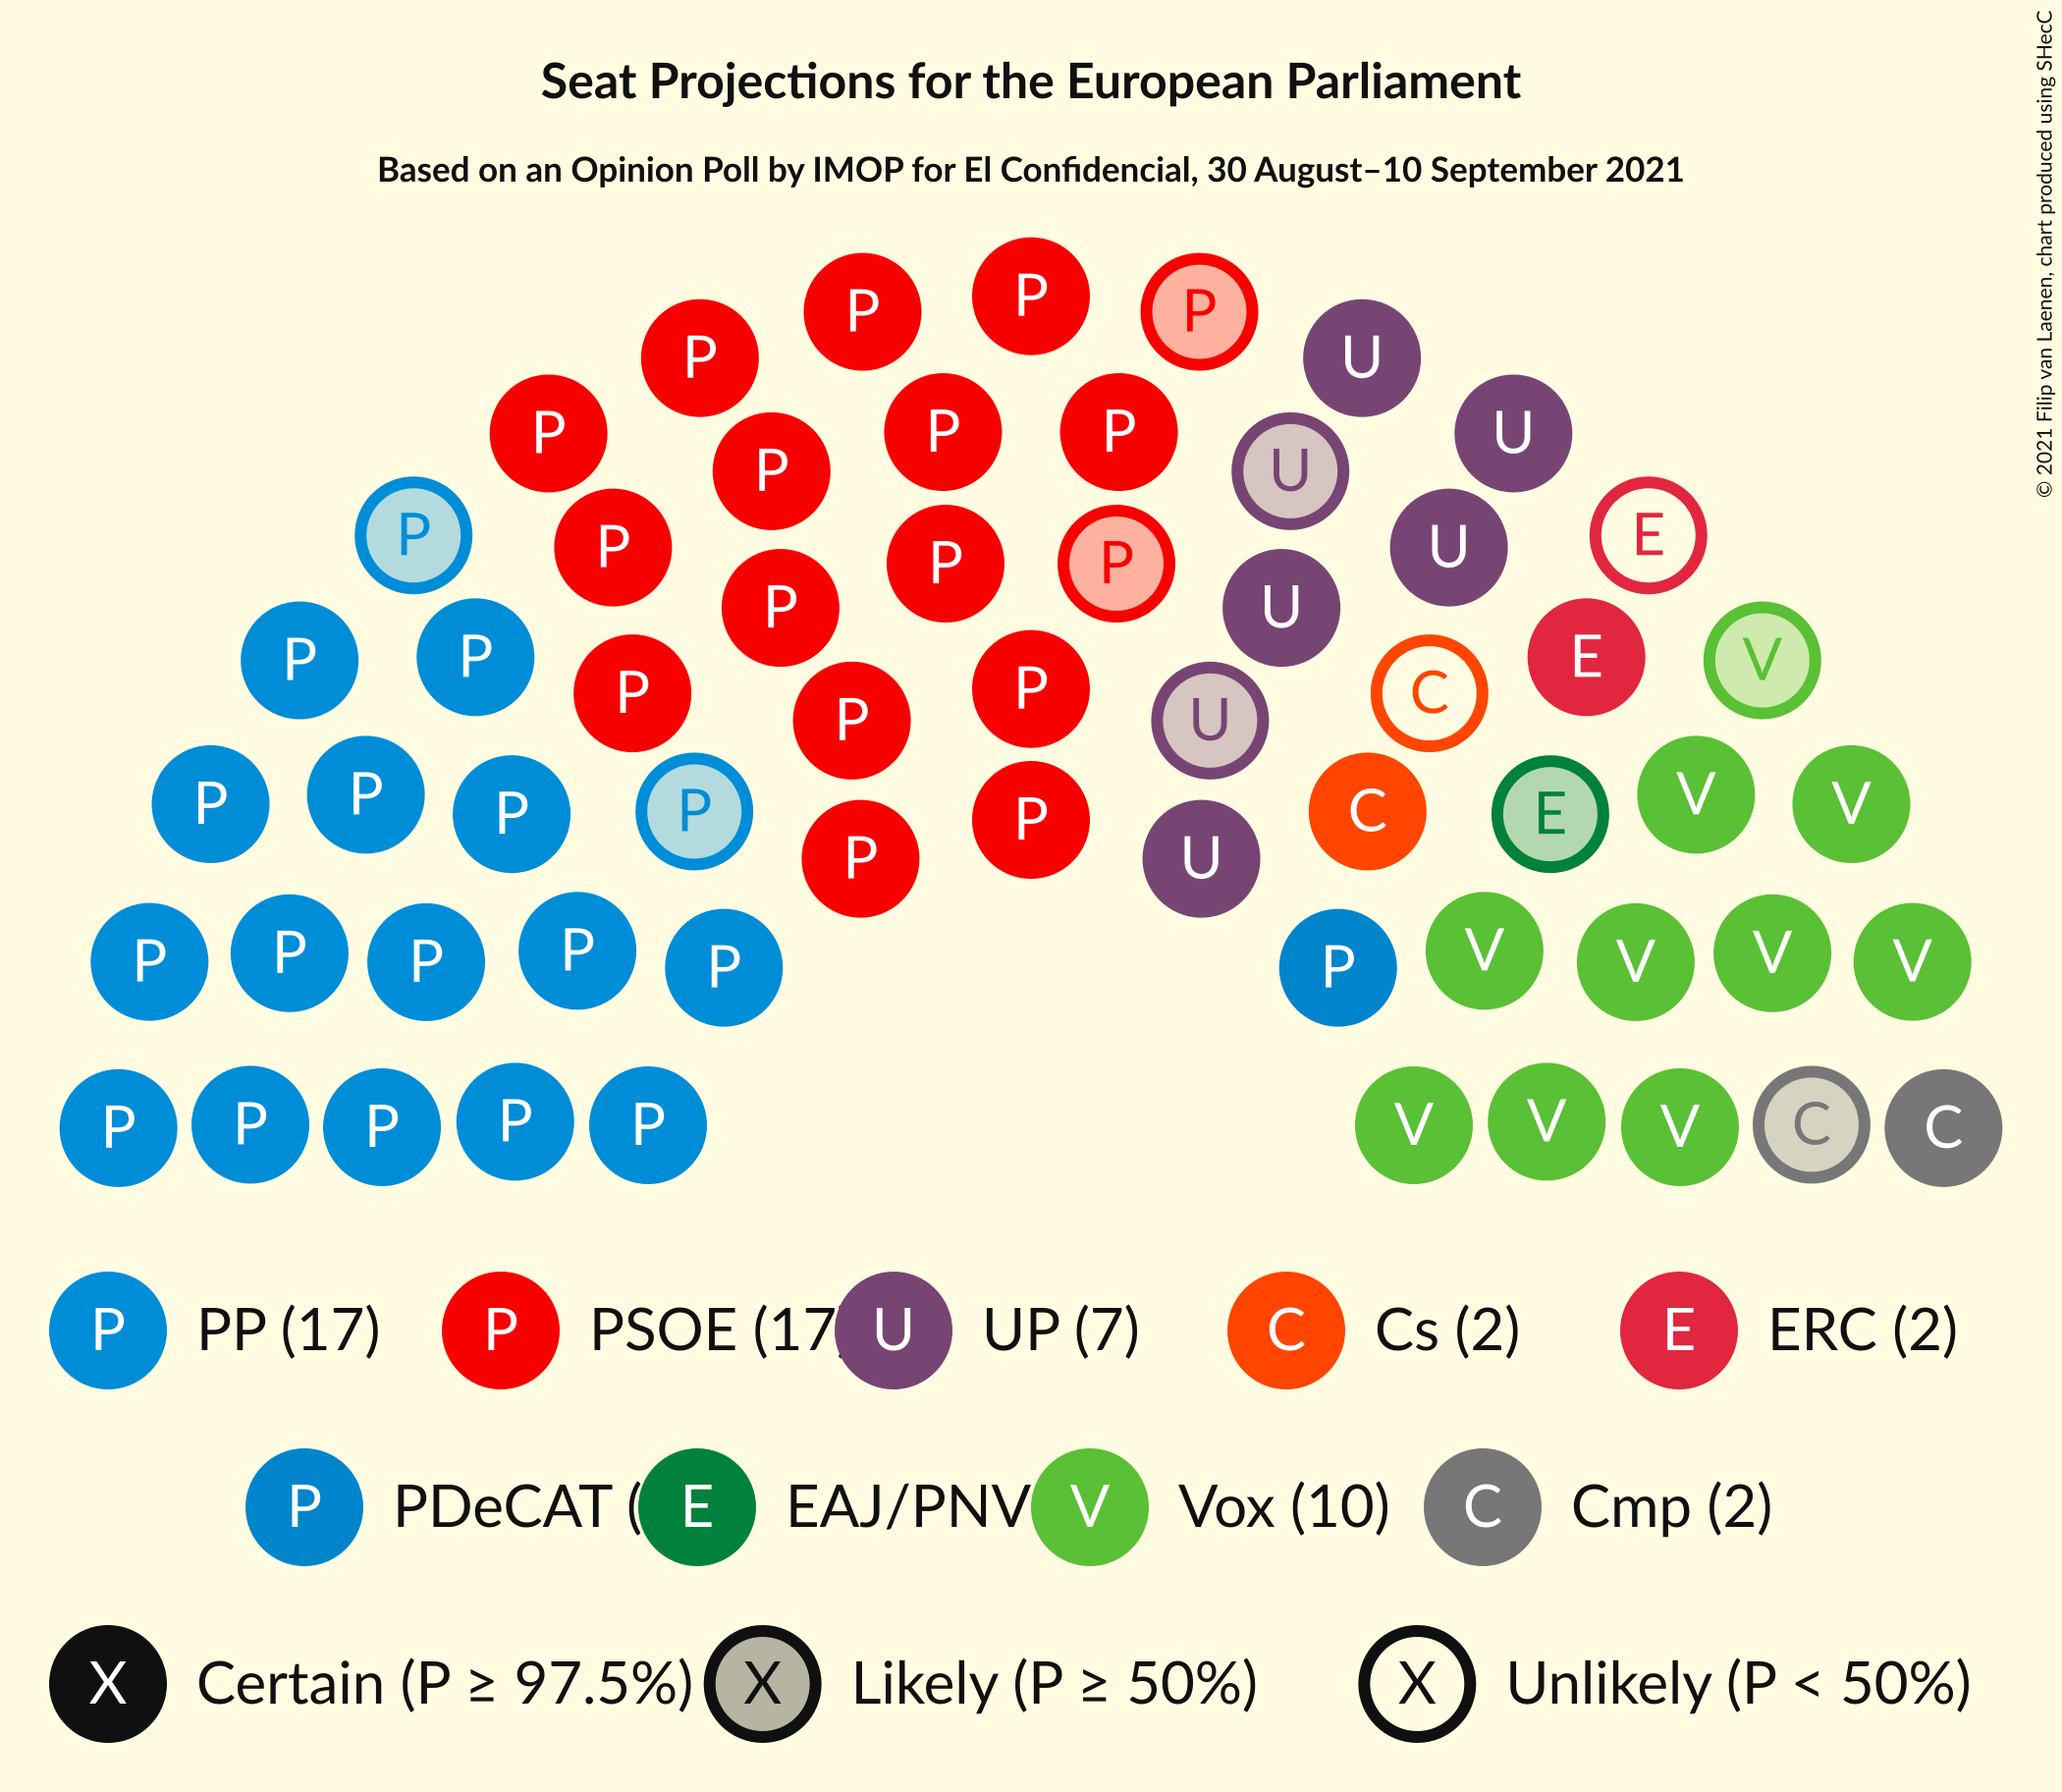 Seat Projections for the European Parliament
Based on an Opinion Poll by IMOP for El Confidencial, 30 August–10 September 2021
© 2021 Filip van Laenen, chart produced using SHecC
P P P P
P P U U
P P P U
P P P U E
P P P P U U E
P P P P U C E V
P P P P P U C E V V
P P P P P P V V V V
P P P P P V V V C C
P PP (17) P PSOE (17 U UP (7) C Cs (2) E ERC (2)
P PDeCAT ( E EAJ/PNV V Vox (10) C Cmp (2)
X Certain (P ≥ 97.5%) X Likely (P ≥ 50%) X Unlikely (P < 50%)